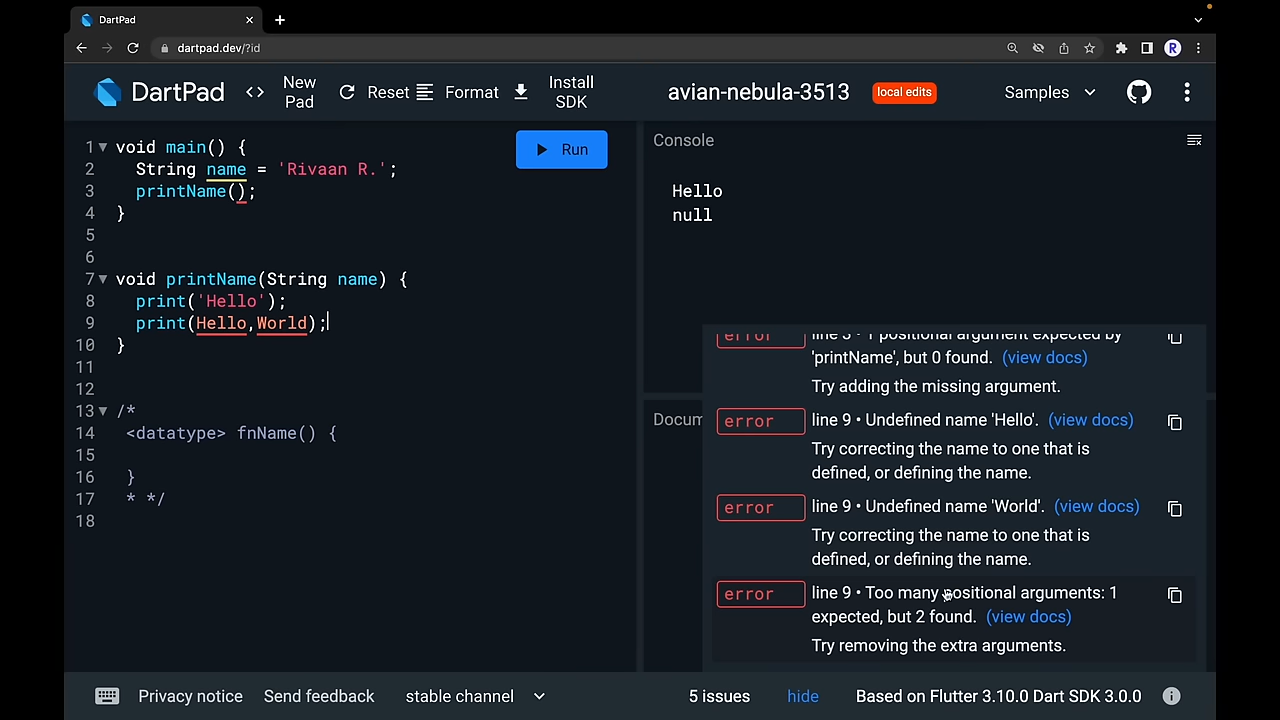 DartPad
dartpad.dev/?id
R
DartPad
<>
New Pad
Reset
Format
Install SDK
avian-nebula-3513
local edits
Samples
1 void main() {
2 String name = 'Rivaan R.';
3 printName();
4 }
5
6
7 void printName(String name) {
8 print('Hello');
9 print(Hello,World);
10 }
11
12
13 /*
14 <datatype> fnName() {
15
16 }
17 * */
18
Run
Console
Hello
null
Docum
error line 3 • 1 positional argument expected by
'printName', but 0 found. (view docs)
Try adding the missing argument.
error line 9 • Undefined name 'Hello'. (view docs)
Try correcting the name to one that is
defined, or defining the name.
error line 9 • Undefined name 'World'. (view docs)
Try correcting the name to one that is
defined, or defining the name.
error line 9 • Too many positional arguments: 1
expected, but 2 found. (view docs)
Try removing the extra arguments.
Privacy notice
Send feedback
stable channel
5 issues
hide
Based on Flutter 3.10.0 Dart SDK 3.0.0